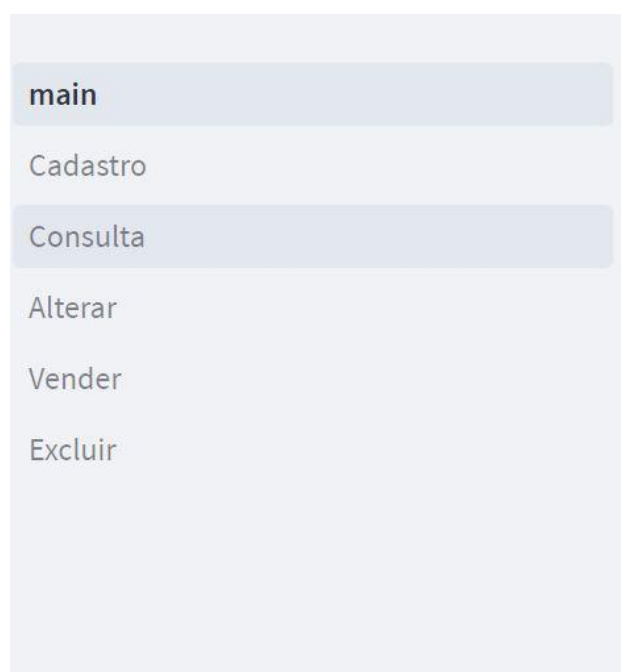 main
Cadastro
Consulta
Alterar
Vender
Excluir